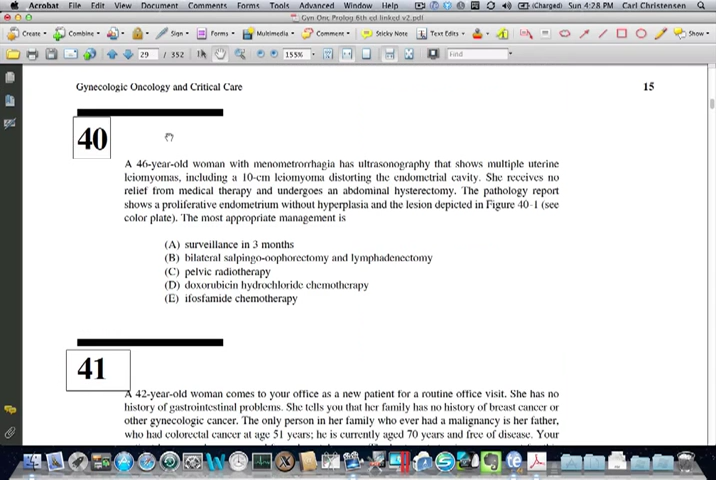 Acrobat File Edit View Document Comments Forms Tools Advanced Window Help (Charged) Sun 4:28 PM Carl Christensen
Gyn Onc Prolog 6th ed linked v2.pdf
Create Combine Sign Forms Multimedia Comment Sticky Note Text Edits Show
29 / 352 155% Find
Gynecologic Oncology and Critical Care 15
40
A 46-year-old woman with menometrorrhagia has ultrasonography that shows multiple uterine
leiomyomas, including a 10-cm leiomyoma distorting the endometrial cavity. She receives no
relief from medical therapy and undergoes an abdominal hysterectomy. The pathology report
shows a proliferative endometrium without hyperplasia and the lesion depicted in Figure 40-1 (see
color plate). The most appropriate management is
(A) surveillance in 3 months
(B) bilateral salpingo-oophorectomy and lymphadenectomy
(C) pelvic radiotherapy
(D) doxorubicin hydrochloride chemotherapy
(E) ifosfamide chemotherapy
41
A 42-year-old woman comes to your office as a new patient for a routine office visit. She has no
history of gastrointestinal problems. She tells you that her family has no history of breast cancer or
other gynecologic cancer. The only person in her family who ever had a malignancy is her father,
who had colorectal cancer at age 51 years; he is currently aged 70 years and free of disease. Your